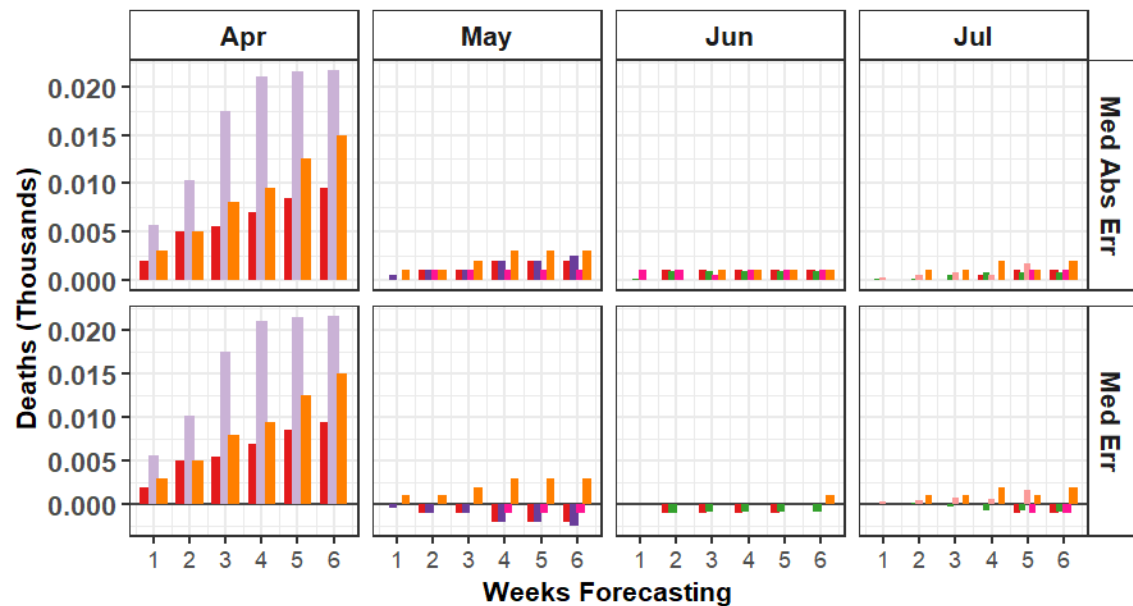 Apr May Jun Jul
Deaths (Thousands)
0.020
0.015
0.010
0.005
0.000
Med Abs Err
0.020
0.015
0.010
0.005
0.000
Med Err
1 2 3 4 5 6 1 2 3 4 5 6 1 2 3 4 5 6 1 2 3 4 5 6
Weeks Forecasting